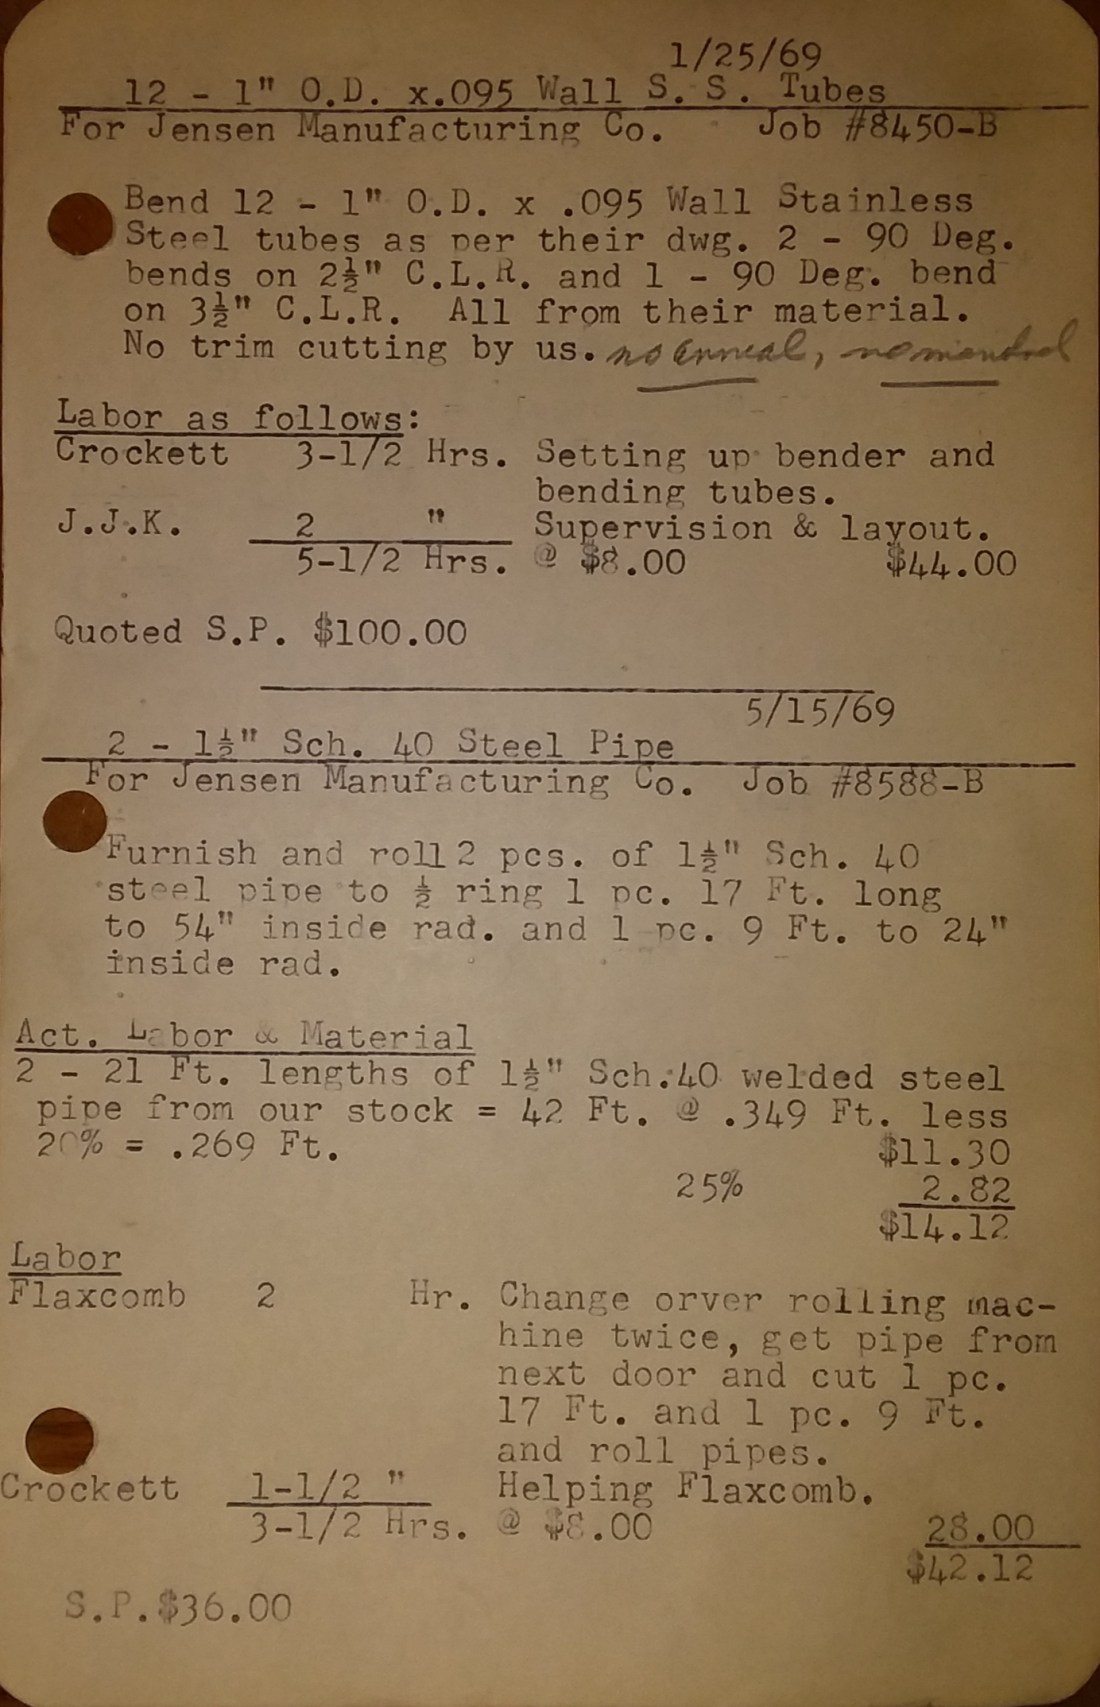 1/25/69
12 - 1" O.D. x.095 Wall S. S. Tubes
For Jensen Manufacturing Co. Job #8450-B
Bend 12 - 1" O.D. x .095 Wall Stainless
Steel tubes as per their dwg. 2 - 90 Deg.
bends on 2½" C.L.R. and 1 - 90 Deg. bend
on 3½" C.L.R. All from their material.
No trim cutting by us. no anneal, no mandrel
Labor as follows:
Crockett 3-1/2 Hrs. Setting up bender and
bending tubes.
J.J.K. 2 " Supervision & layout.
5-1/2 Hrs. @ $8.00 $44.00
Quoted S.P. $100.00
5/15/69
2 - 1½" Sch. 40 Steel Pipe
For Jensen Manufacturing Co. Job #8588-B
Furnish and roll 2 pcs. of 1½" Sch. 40
steel pipe to ½ ring 1 pc. 17 Ft. long
to 54" inside rad. and 1 pc. 9 Ft. to 24"
inside rad.
Act. Labor & Material
2 - 21 Ft. lengths of 1½" Sch.40 welded steel
pipe from our stock = 42 Ft. @ .349 Ft. less
20% = .269 Ft.
$11.30
25% 2.82
$14.12
Labor
Flaxcomb 2 Hr. Change orver rolling mac-
hine twice, get pipe from
next door and cut 1 pc.
17 Ft. and 1 pc. 9 Ft.
and roll pipes.
Crockett 1-1/2 " Helping Flaxcomb.
3-1/2 Hrs. @ $8.00 28.00
$42.12
S.P.$36.00